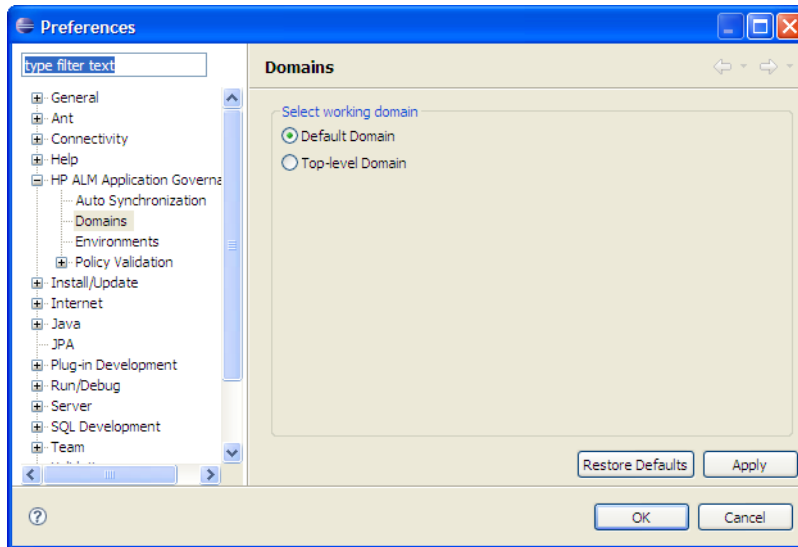 Preferences
type filter text
General
Ant
Connectivity
Help
HP ALM Application Governa
Auto Synchronization
Domains
Environments
Policy Validation
Install/Update
Internet
Java
JPA
Plug-in Development
Run/Debug
Server
SQL Development
Team
Domains
Select working domain
Default Domain
Top-level Domain
Restore Defaults
Apply
?
OK
Cancel